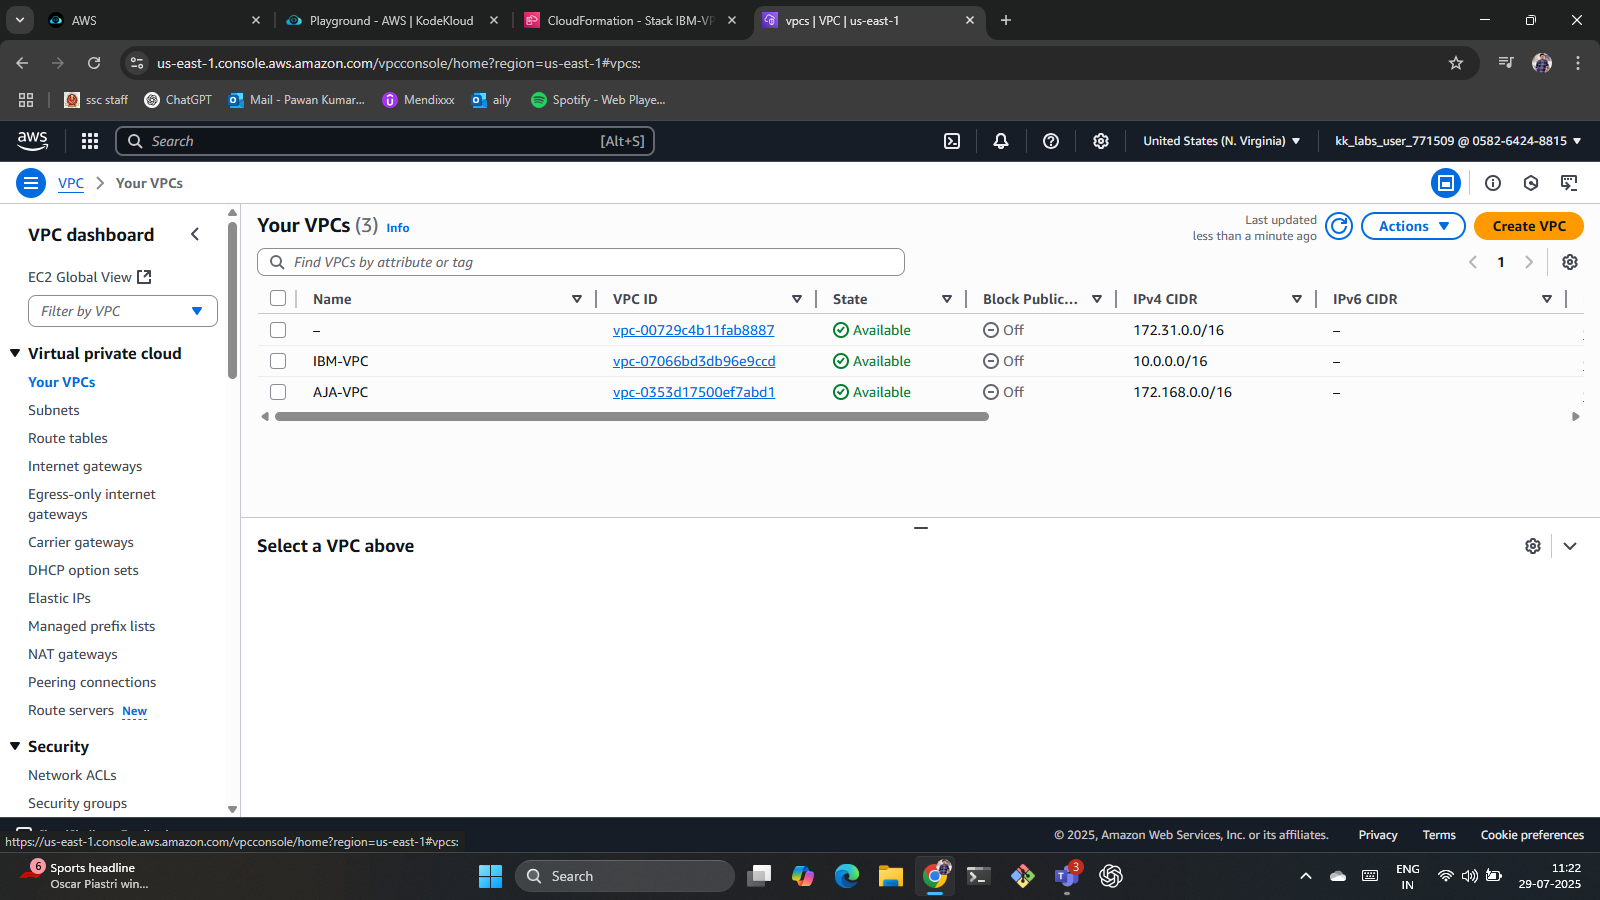 AWS
Playground - AWS | KodeKloud
CloudFormation - Stack IBM-VP
vpcs | VPC | us-east-1
us-east-1.console.aws.amazon.com/vpcconsole/home?region=us-east-1#vpcs:
ssc staff
ChatGPT
Mail - Pawan Kumar...
Mendixxx
aily
Spotify - Web Playe...
aws
Search
[Alt+S]
United States (N. Virginia)
kk_labs_user_771509 @ 0582-6424-8815
VPC
Your VPCs
VPC dashboard
EC2 Global View
Filter by VPC
Virtual private cloud
Your VPCs
Subnets
Route tables
Internet gateways
Egress-only internet
gateways
Carrier gateways
DHCP option sets
Elastic IPs
Managed prefix lists
NAT gateways
Peering connections
Route servers New
Security
Network ACLs
Security groups
Your VPCs (3) Info
Last updated
less than a minute ago
Actions
Create VPC
Find VPCs by attribute or tag
1
Name VPC ID State Block Public... IPv4 CIDR IPv6 CIDR
– vpc-00729c4b11fab8887 Available Off 172.31.0.0/16 –
IBM-VPC vpc-07066bd3db96e9ccd Available Off 10.0.0.0/16 –
AJA-VPC vpc-0353d17500ef7abd1 Available Off 172.168.0.0/16 –
Select a VPC above
https://us-east-1.console.aws.amazon.com/vpcconsole/home?region=us-east-1#vpcs:
© 2025, Amazon Web Services, Inc. or its affiliates.
Privacy
Terms
Cookie preferences
6
Sports headline
Oscar Piastri win...
Search
3
ENG
IN
11:22
29-07-2025